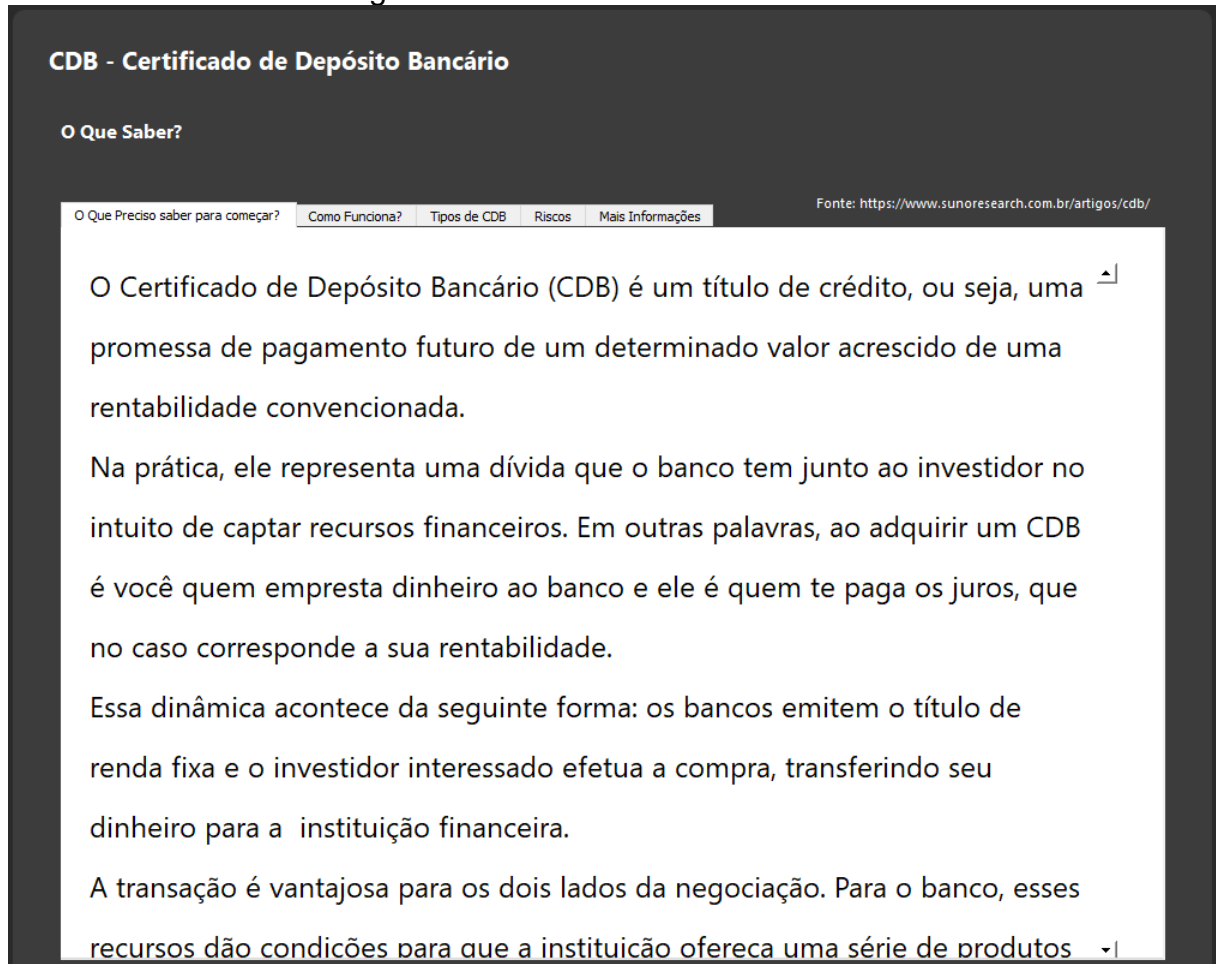 CDB - Certificado de Depósito Bancário
O Que Saber?
Fonte: https://www.sunoresearch.com.br/artigos/cdb/
O Que Preciso saber para começar? Como Funciona? Tipos de CDB Riscos Mais Informações
O Certificado de Depósito Bancário (CDB) é um título de crédito, ou seja, uma
promessa de pagamento futuro de um determinado valor acrescido de uma
rentabilidade convencionada.
Na prática, ele representa uma dívida que o banco tem junto ao investidor no
intuito de captar recursos financeiros. Em outras palavras, ao adquirir um CDB
é você quem empresta dinheiro ao banco e ele é quem te paga os juros, que
no caso corresponde a sua rentabilidade.
Essa dinâmica acontece da seguinte forma: os bancos emitem o título de
renda fixa e o investidor interessado efetua a compra, transferindo seu
dinheiro para a  instituição financeira.
A transação é vantajosa para os dois lados da negociação. Para o banco, esses
recursos dão condições para que a instituição ofereça uma série de produtos